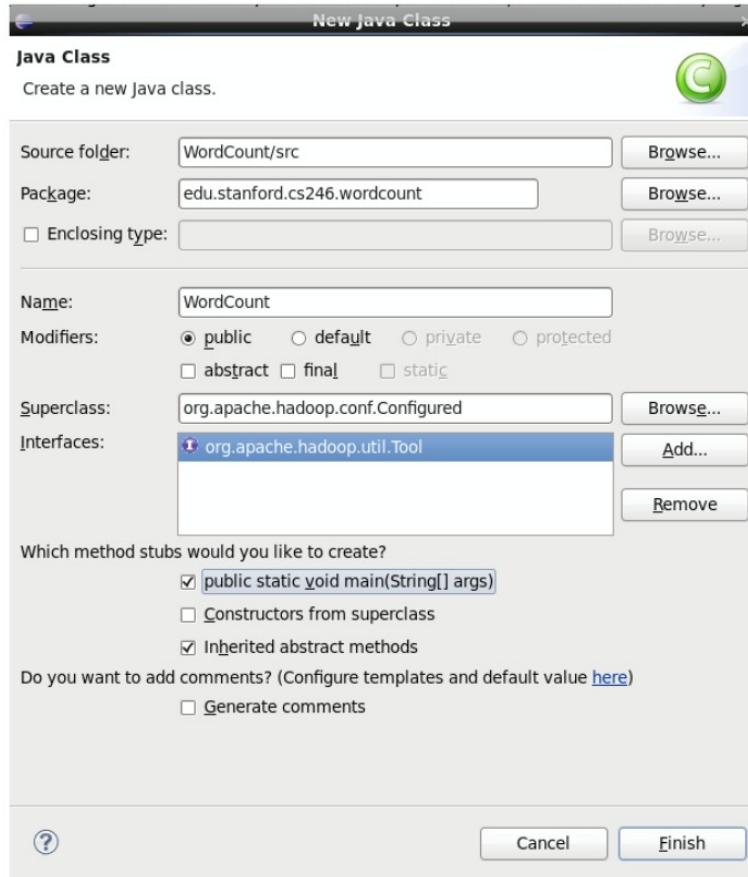 New Java Class
Java Class
Create a new Java class.
C
Source folder: WordCount/src Browse...
Package: edu.stanford.cs246.wordcount Browse...
Enclosing type: Browse...
Name: WordCount
Modifiers: public default private protected
abstract final static
Superclass: org.apache.hadoop.conf.Configured Browse...
Interfaces: I org.apache.hadoop.util.Tool Add...
Remove
Which method stubs would you like to create?
public static void main(String[] args)
Constructors from superclass
Inherited abstract methods
Do you want to add comments? (Configure templates and default value here)
Generate comments
? Cancel Finish